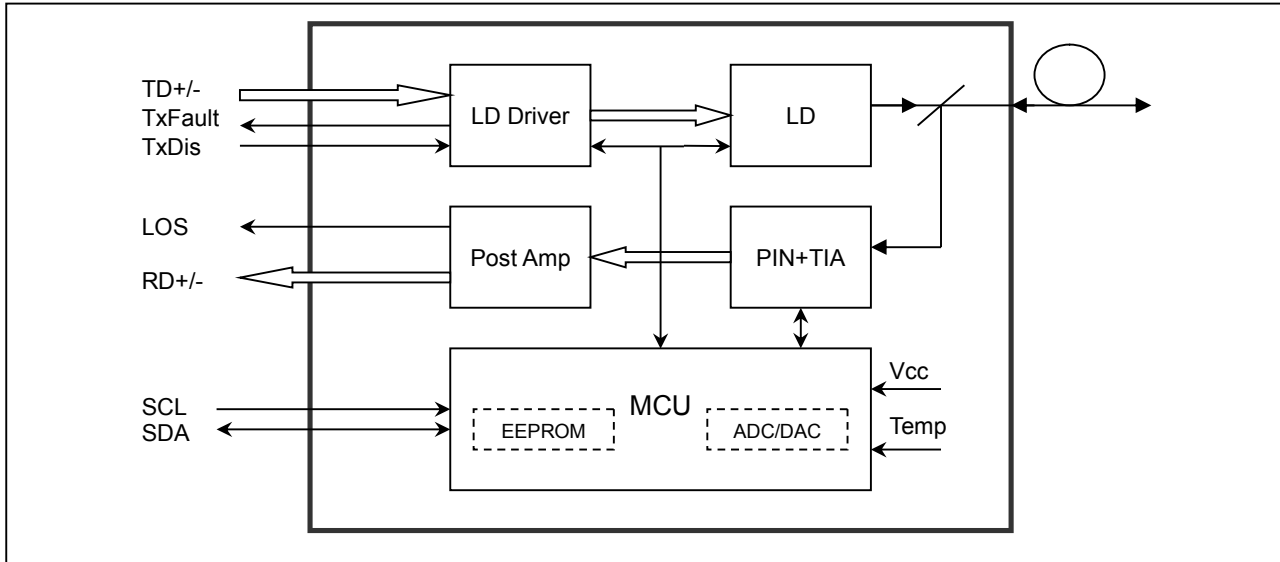 TD+/-
TxFault
TxDis
LD Driver
LD
LOS
RD+/-
Post Amp
PIN+TIA
SCL
SDA
MCU
EEPROM
ADC/DAC
Vcc
Temp